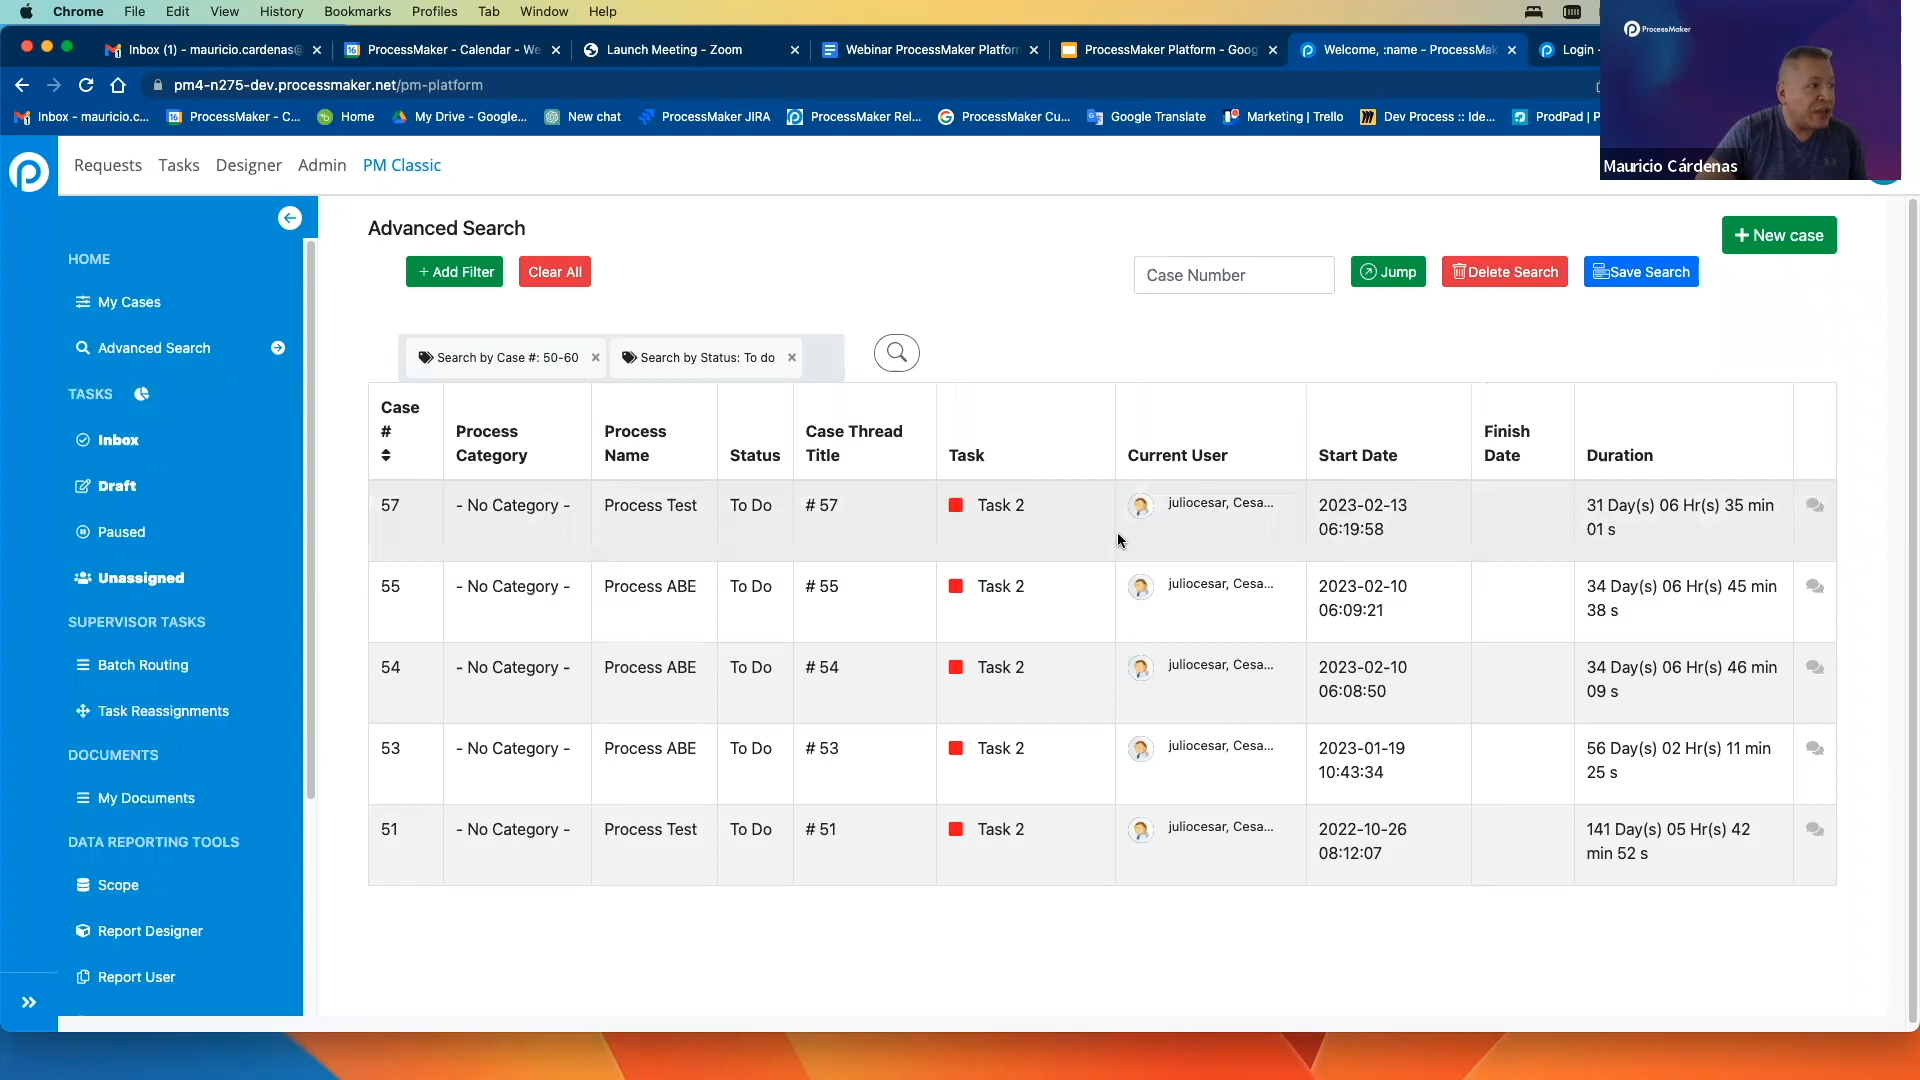 Chrome File Edit View History Bookmarks Profiles Tab Window Help
Inbox (1) - mauricio.cardenas@ ProcessMaker - Calendar - We Launch Meeting - Zoom Webinar ProcessMaker Platfor ProcessMaker Platform - Goog Welcome, :name - ProcessMak Login -
pm4-n275-dev.processmaker.net/pm-platform
Inbox - mauricio.c... ProcessMaker - C... Home My Drive - Google... New chat ProcessMaker JIRA ProcessMaker Rel... ProcessMaker Cu... Google Translate Marketing | Trello Dev Process :: Ide... ProdPad | P
ProcessMaker
Mauricio Cárdenas
Requests Tasks Designer Admin PM Classic
HOME
My Cases
Advanced Search
TASKS
Inbox
Draft
Paused
Unassigned
SUPERVISOR TASKS
Batch Routing
Task Reassignments
DOCUMENTS
My Documents
DATA REPORTING TOOLS
Scope
Report Designer
Report User
Advanced Search
+ New case
+ Add Filter Clear All Case Number Jump Delete Search Save Search
Search by Case #: 50-60 × Search by Status: To do ×
Case # Process Category Process Name Status Case Thread Title Task Current User Start Date Finish Date Duration
57 - No Category - Process Test To Do # 57 Task 2 juliocesar, Cesa... 2023-02-13 06:19:58 31 Day(s) 06 Hr(s) 35 min 01 s
55 - No Category - Process ABE To Do # 55 Task 2 juliocesar, Cesa... 2023-02-10 06:09:21 34 Day(s) 06 Hr(s) 45 min 38 s
54 - No Category - Process ABE To Do # 54 Task 2 juliocesar, Cesa... 2023-02-10 06:08:50 34 Day(s) 06 Hr(s) 46 min 09 s
53 - No Category - Process ABE To Do # 53 Task 2 juliocesar, Cesa... 2023-01-19 10:43:34 56 Day(s) 02 Hr(s) 11 min 25 s
51 - No Category - Process Test To Do # 51 Task 2 juliocesar, Cesa... 2022-10-26 08:12:07 141 Day(s) 05 Hr(s) 42 min 52 s